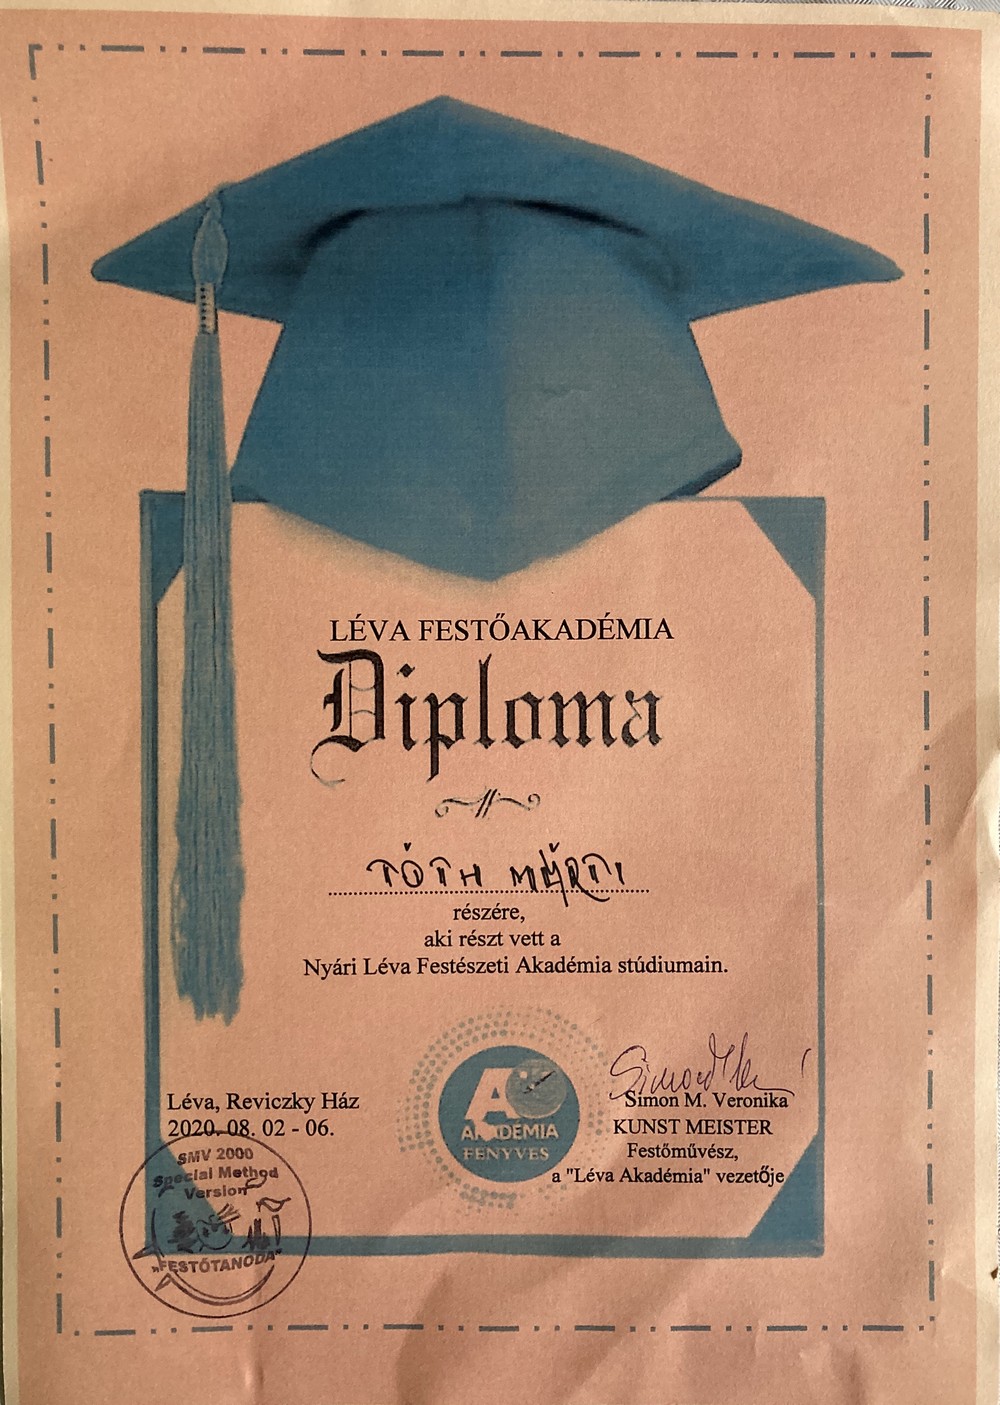 LÉVA FESTŐAKADÉMIA
Diploma
TÓTH MÁRTI
részére,
aki részt vett a
Nyári Léva Festészeti Akadémia stúdiumain.
Léva, Reviczky Ház
2020. 08. 02 - 06.
SMV 2000
Special Method
Version
„FESTŐTANODA"
A
AKADÉMIA
FENYVES
Simon M. Veronika
KUNST MEISTER
Festőművész,
a "Léva Akadémia" vezetője